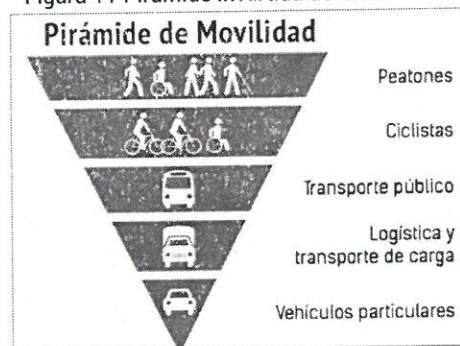 Pirámide de Movilidad
Peatones
Ciclistas
Transporte público
Logística y
transporte de carga
Vehículos particulares